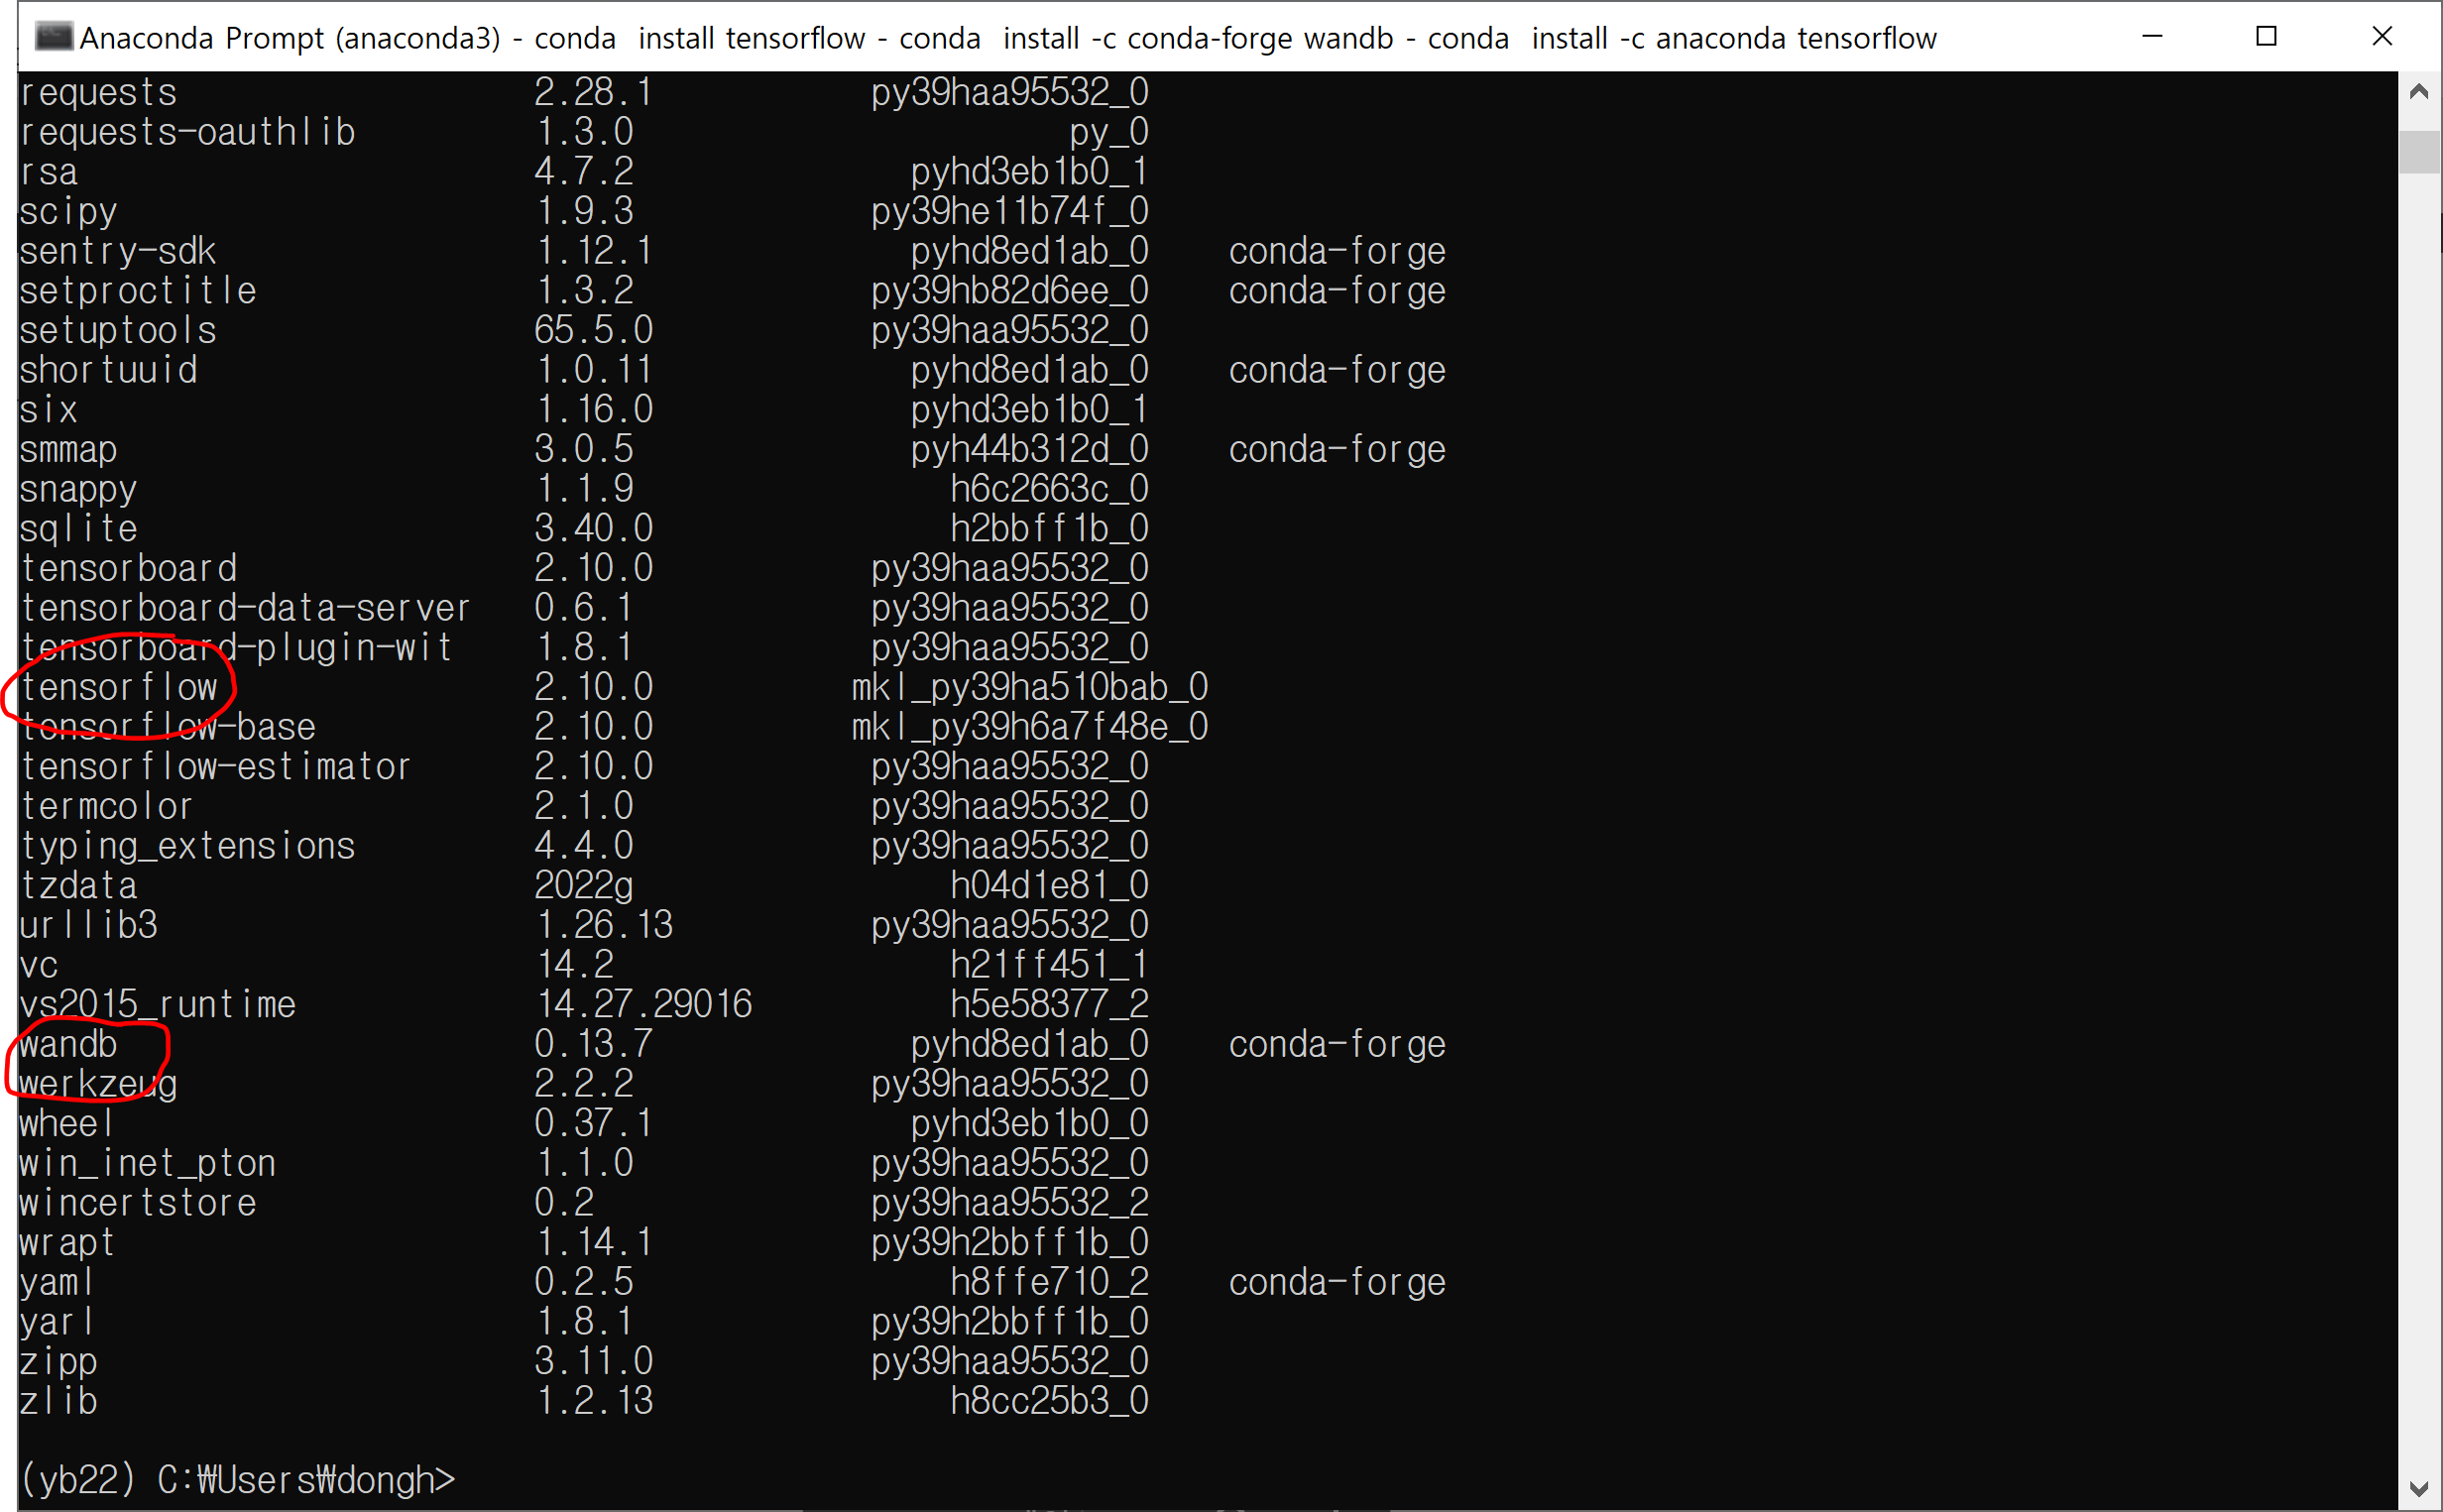 Anaconda Prompt (anaconda3) - conda  install tensorflow - conda  install -c conda-forge wandb - conda  install -c anaconda tensorflow
requests 2.28.1 py39haa95532_0
requests-oauthlib 1.3.0 py_0
rsa 4.7.2 pyhd3eb1b0_1
scipy 1.9.3 py39he11b74f_0
sentry-sdk 1.12.1 pyhd8ed1ab_0 conda-forge
setproctitle 1.3.2 py39hb82d6ee_0 conda-forge
setuptools 65.5.0 py39haa95532_0
shortuuid 1.0.11 pyhd8ed1ab_0 conda-forge
six 1.16.0 pyhd3eb1b0_1
smmap 3.0.5 pyh44b312d_0 conda-forge
snappy 1.1.9 h6c2663c_0
sqlite 3.40.0 h2bbff1b_0
tensorboard 2.10.0 py39haa95532_0
tensorboard-data-server 0.6.1 py39haa95532_0
tensorboard-plugin-wit 1.8.1 py39haa95532_0
tensorflow 2.10.0 mkl_py39ha510bab_0
tensorflow-base 2.10.0 mkl_py39h6a7f48e_0
tensorflow-estimator 2.10.0 py39haa95532_0
termcolor 2.1.0 py39haa95532_0
typing_extensions 4.4.0 py39haa95532_0
tzdata 2022g h04d1e81_0
urllib3 1.26.13 py39haa95532_0
vc 14.2 h21ff451_1
vs2015_runtime 14.27.29016 h5e58377_2
wandb 0.13.7 pyhd8ed1ab_0 conda-forge
werkzeug 2.2.2 py39haa95532_0
wheel 0.37.1 pyhd3eb1b0_0
win_inet_pton 1.1.0 py39haa95532_0
wincertstore 0.2 py39haa95532_2
wrapt 1.14.1 py39h2bbff1b_0
yaml 0.2.5 h8ffe710_2 conda-forge
yarl 1.8.1 py39h2bbff1b_0
zipp 3.11.0 py39haa95532_0
zlib 1.2.13 h8cc25b3_0
(yb22) C:₩Users₩dongh>